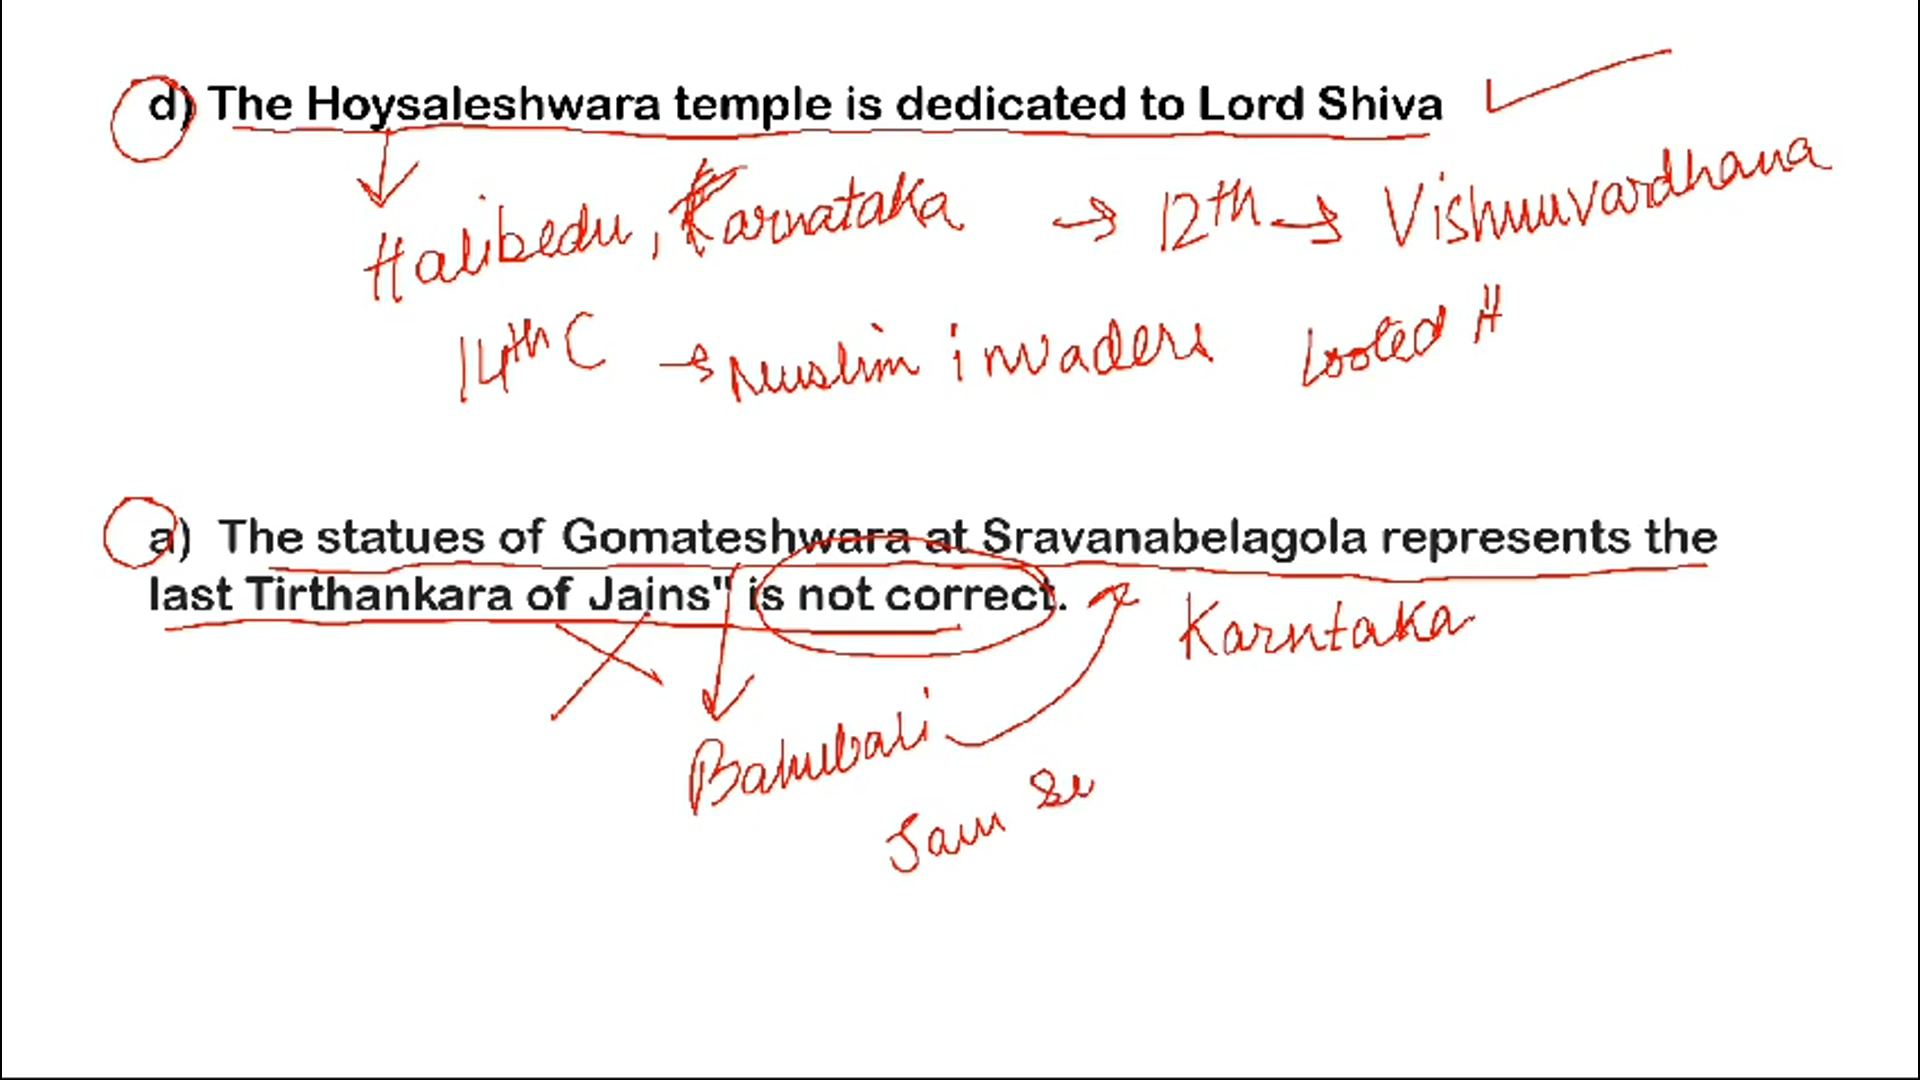 d) The Hoysaleshwara temple is dedicated to Lord Shiva
Halibedu, Karnataka → 12th → Vishnuvardhana
14th C → Muslim invaders Looted H
a) The statues of Gomateshwara at Sravanabelagola represents the
last Tirthankara of Jains" is not correct.
Karntaka
Bahubali
Jain Se